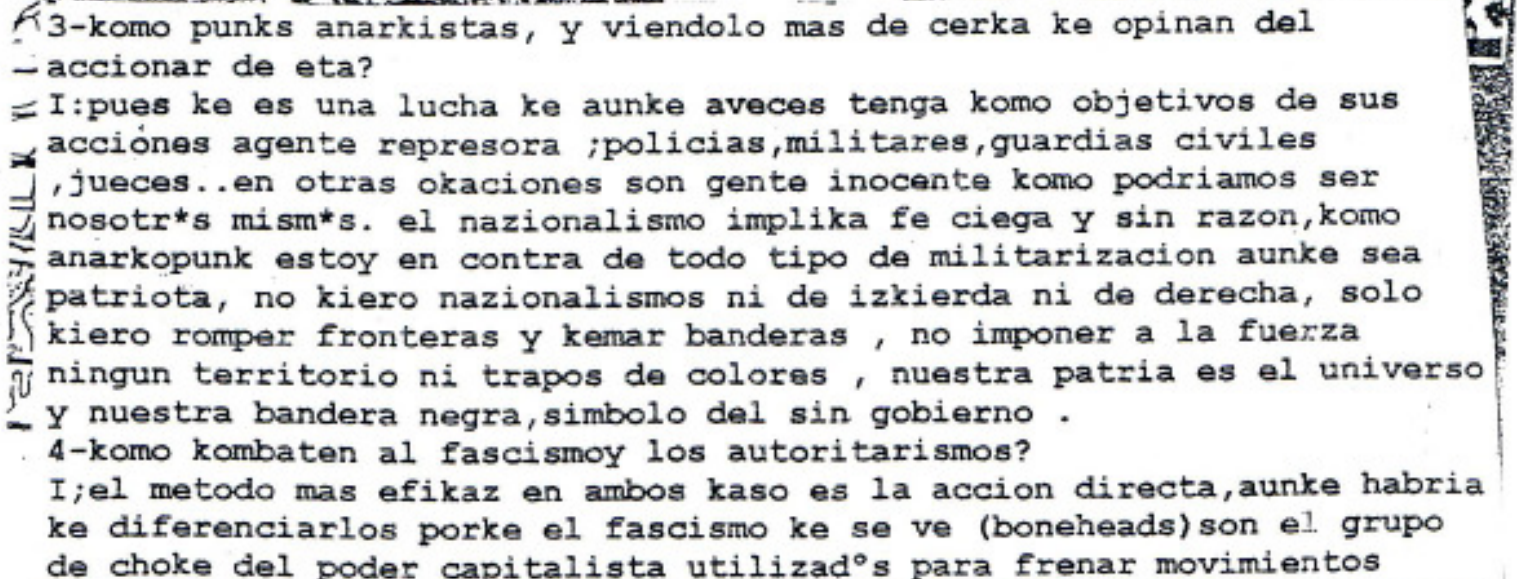 3-komo punks anarkistas, y viendolo mas de cerka ke opinan del
accionar de eta?
I:pues ke es una lucha ke aunke aveces tenga komo objetivos de sus
acciónes agente represora ;policias,militares,guardias civiles
,jueces..en otras okaciones son gente inocente komo podriamos ser
nosotr*s mism*s. el nazionalismo implika fe ciega y sin razon,komo
anarkopunk estoy en contra de todo tipo de militarizacion aunke sea
patriota, no kiero nazionalismos ni de izkierda ni de derecha, solo
kiero romper fronteras y kemar banderas , no imponer a la fuerza
ningun territorio ni trapos de colores , nuestra patria es el universo
y nuestra bandera negra,simbolo del sin gobierno .
4-komo kombaten al fascismoy los autoritarismos?
I;el metodo mas efikaz en ambos kaso es la accion directa,aunke habria
ke diferenciarlos porke el fascismo ke se ve (boneheads)son el grupo
de choke del poder capitalista utilizad°s para frenar movimientos